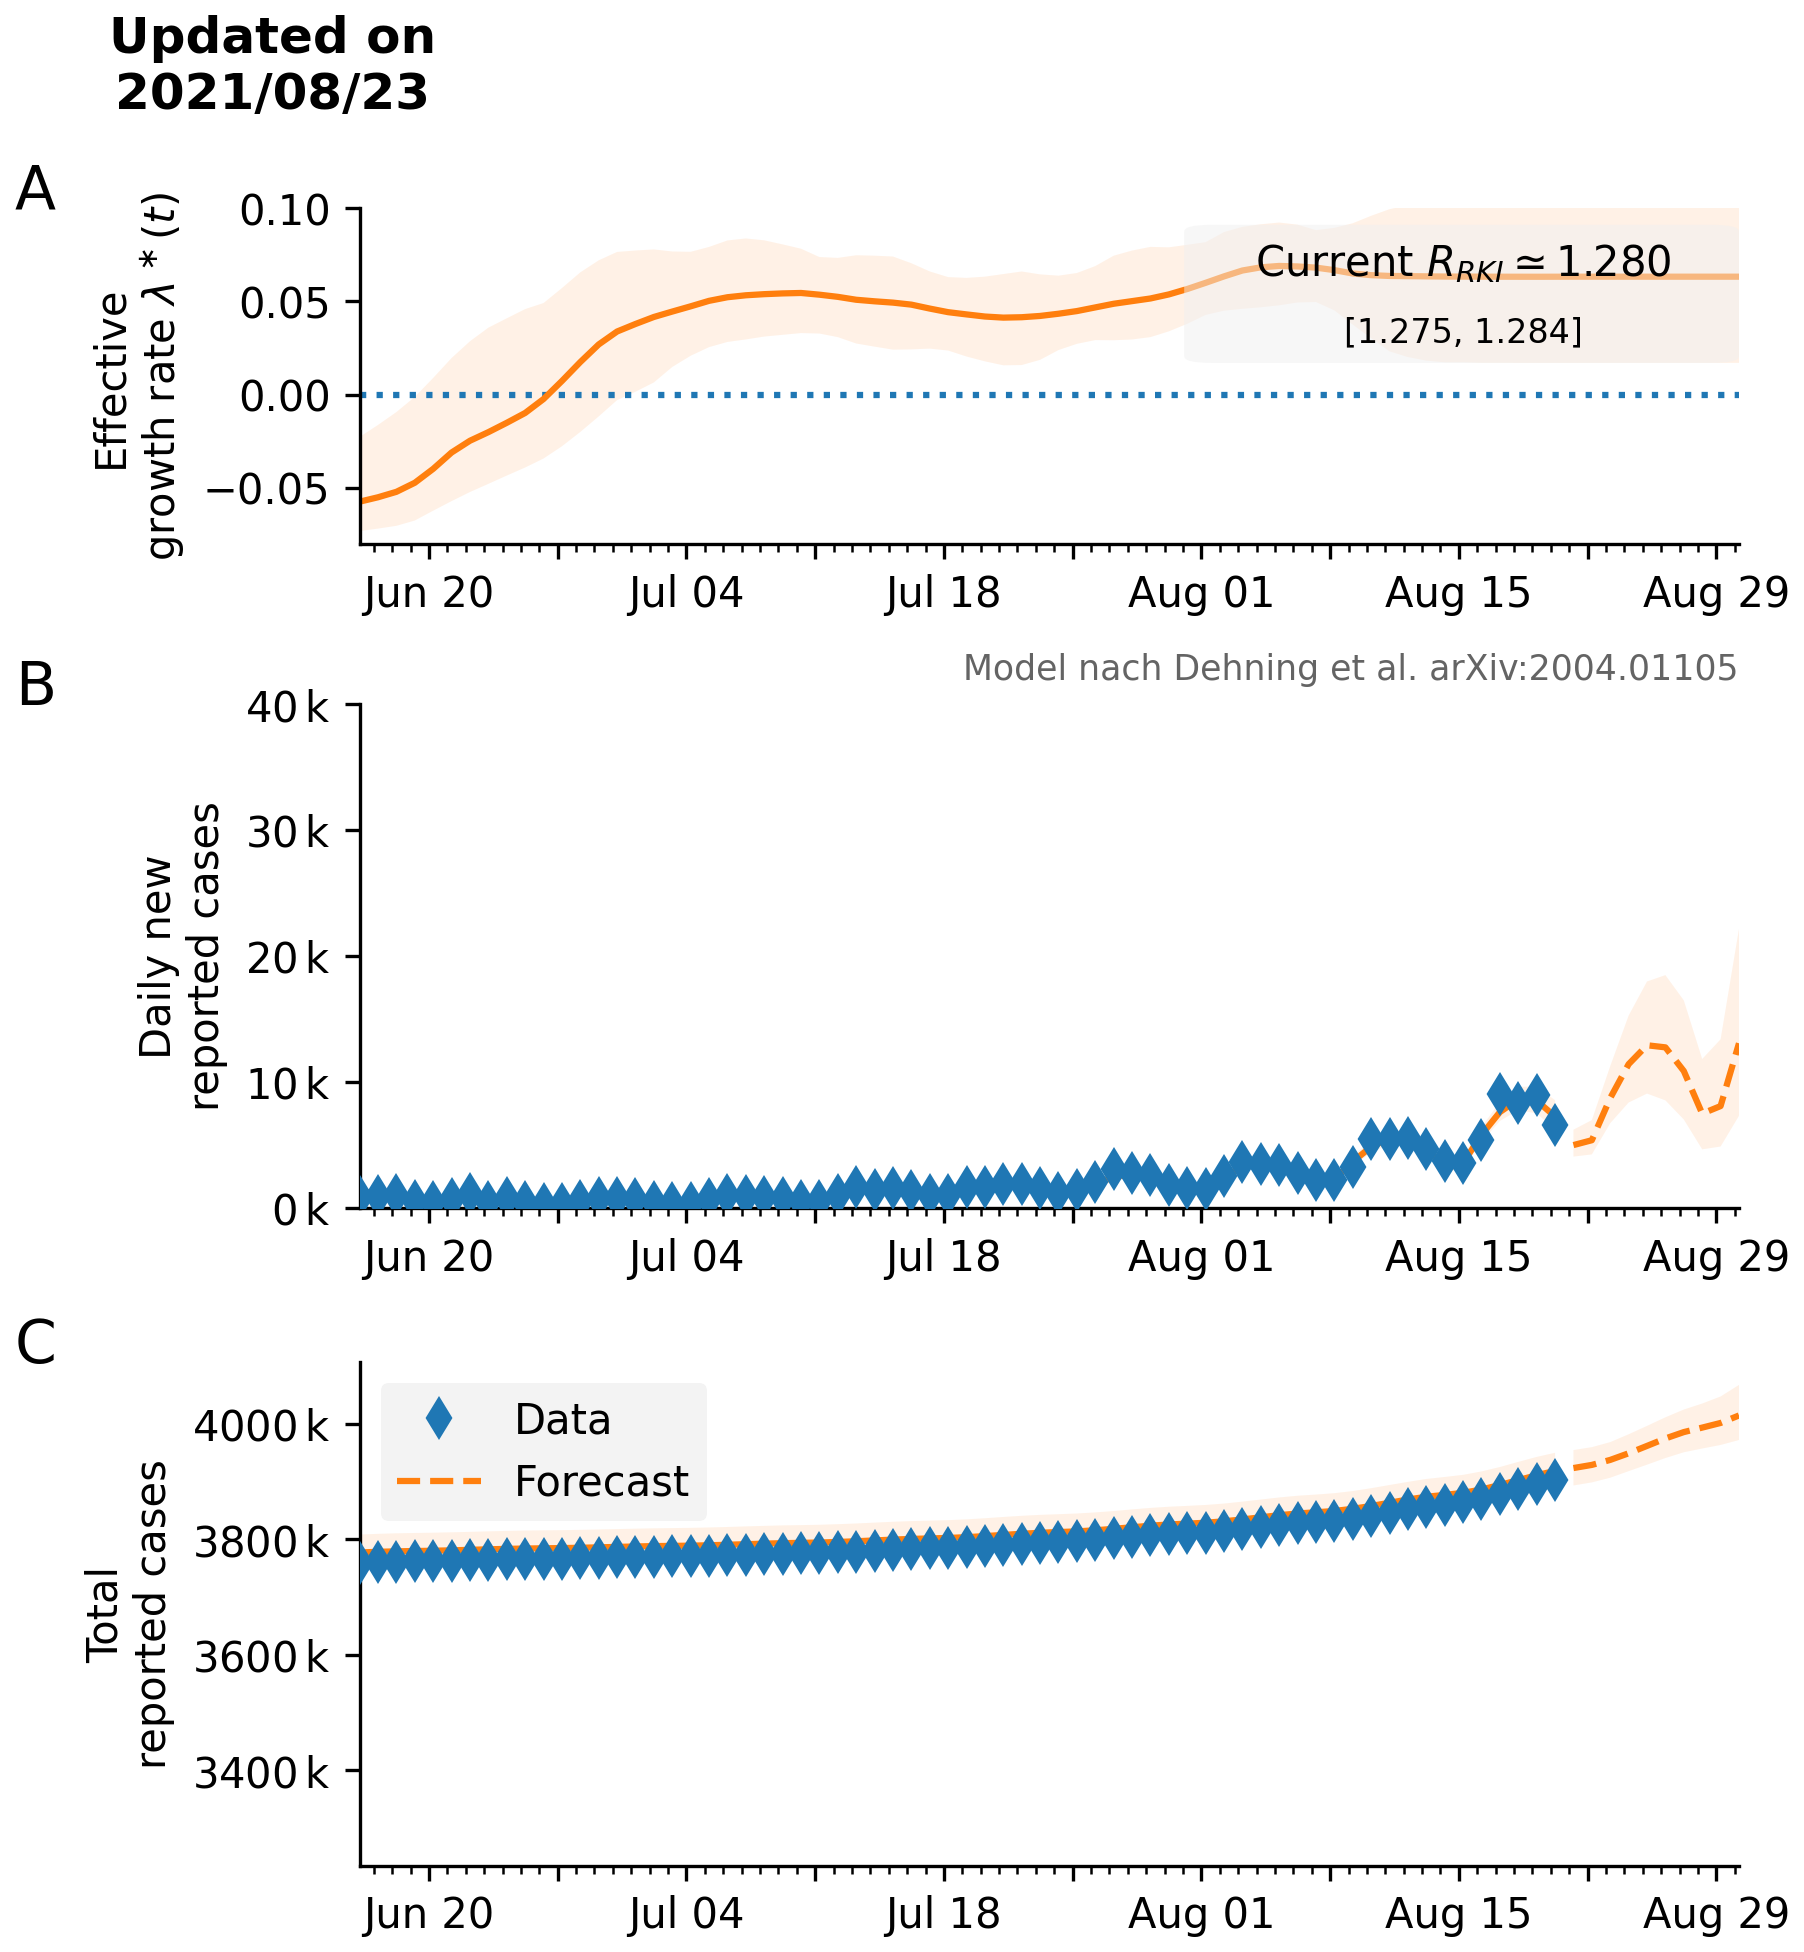 Updated on
2021/08/23
A
Effective
growth rate λ * (t)
0.10
0.05
0.00
−0.05
Current R_RKI ≃ 1.280
[1.275, 1.284]
Jun 20
Jul 04
Jul 18
Aug 01
Aug 15
Aug 29
Model nach Dehning et al. arXiv:2004.01105
B
Daily new
reported cases
40 k
30 k
20 k
10 k
0 k
Jun 20
Jul 04
Jul 18
Aug 01
Aug 15
Aug 29
C
Total
reported cases
4000 k
3800 k
3600 k
3400 k
Data
Forecast
Jun 20
Jul 04
Jul 18
Aug 01
Aug 15
Aug 29